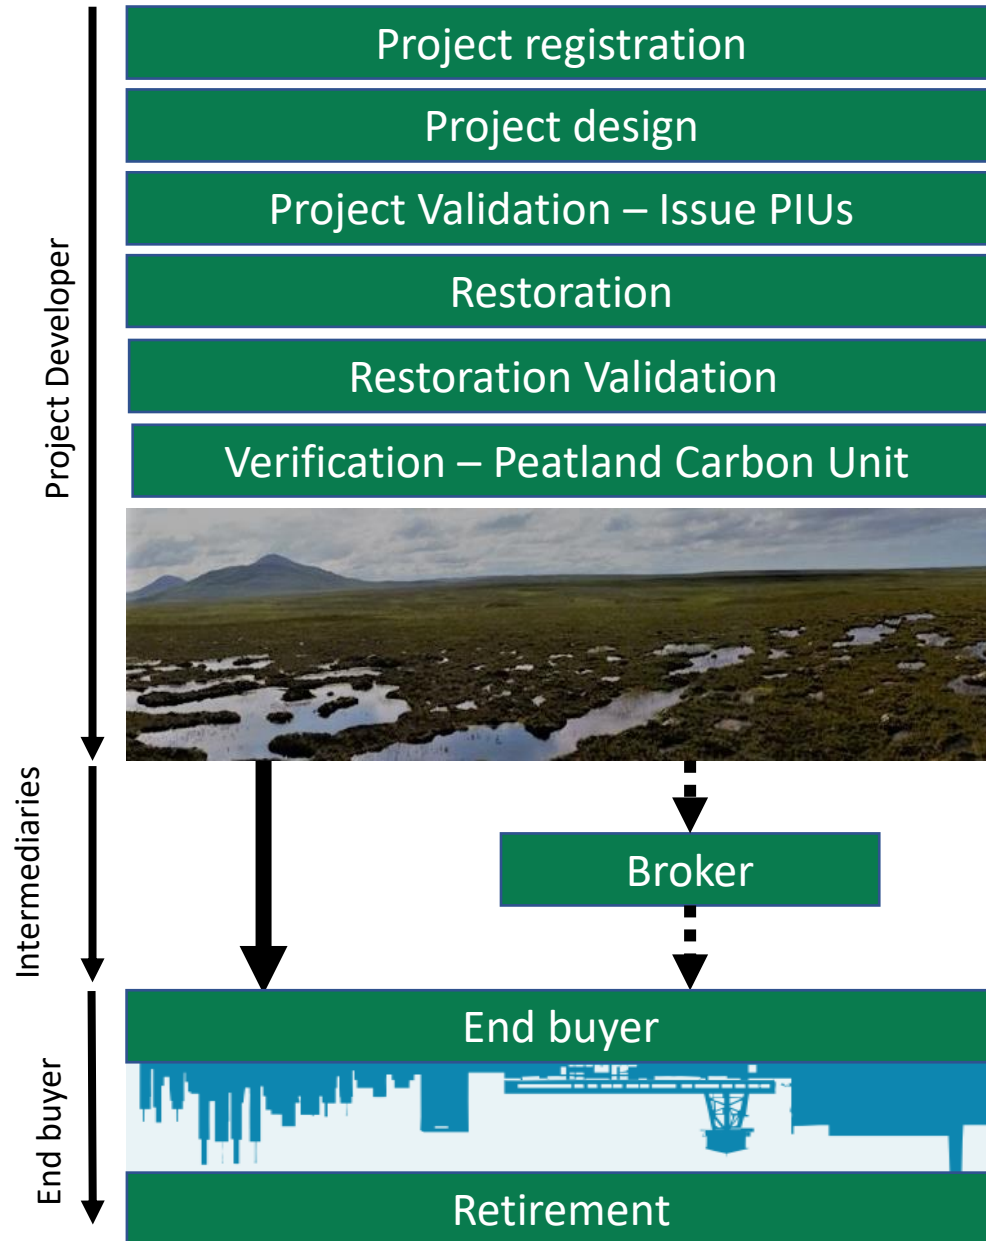 Project registration
Project design
Project Validation – Issue PIUs
Restoration
Restoration Validation
Verification – Peatland Carbon Unit
Project Developer
Intermediaries
Broker
End buyer
End buyer
Retirement